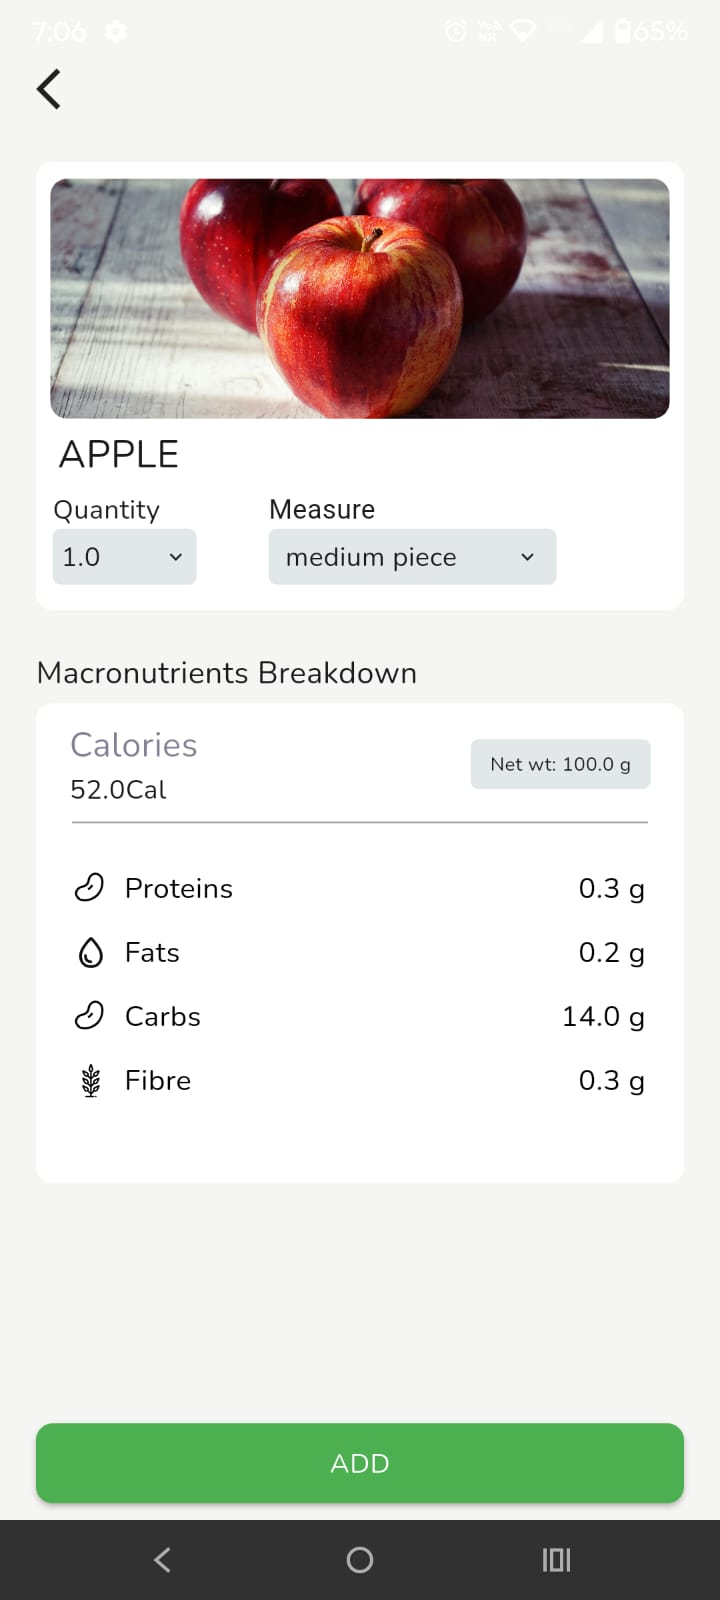 7:06 65%
APPLE
Quantity Measure
1.0 medium piece
Macronutrients Breakdown
Calories
Net wt: 100.0 g
52.0Cal
Proteins 0.3 g
Fats 0.2 g
Carbs 14.0 g
Fibre 0.3 g
ADD